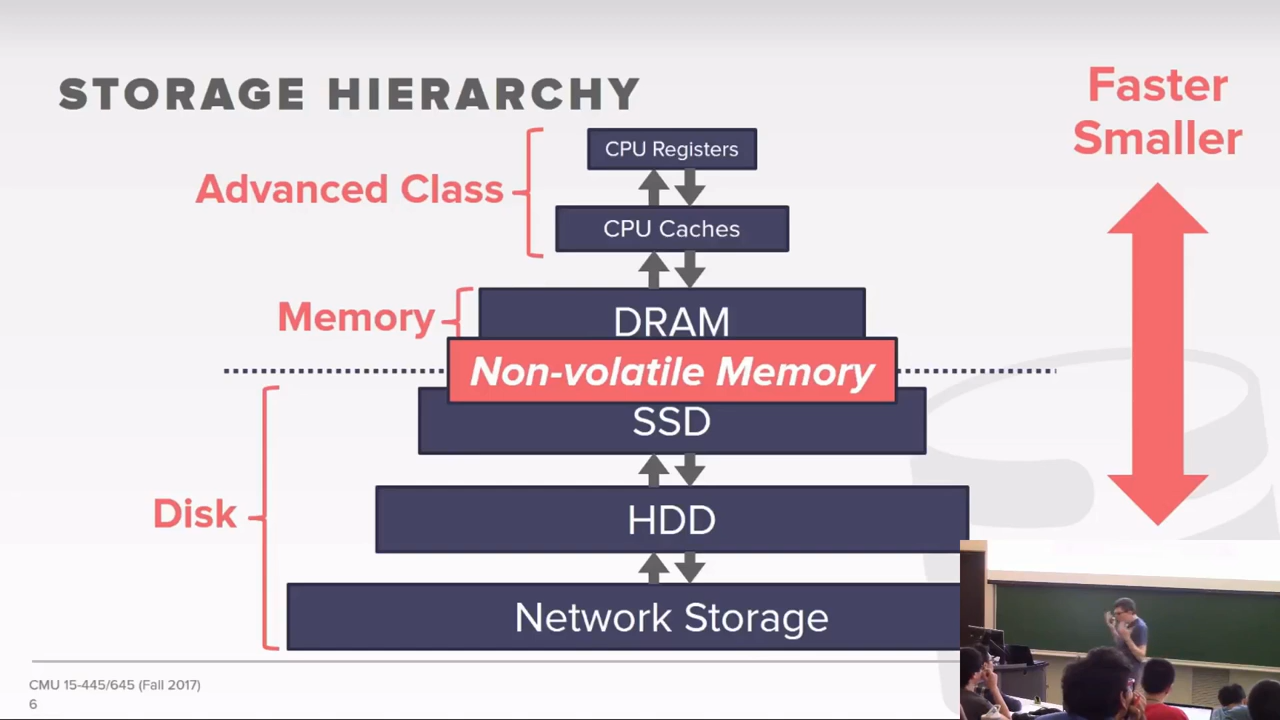 STORAGE HIERARCHY
Faster
Smaller
CPU Registers
Advanced Class
CPU Caches
Memory
DRAM
Non-volatile Memory
SSD
Disk
HDD
Network Storage
CMU 15-445/645 (Fall 2017)
6